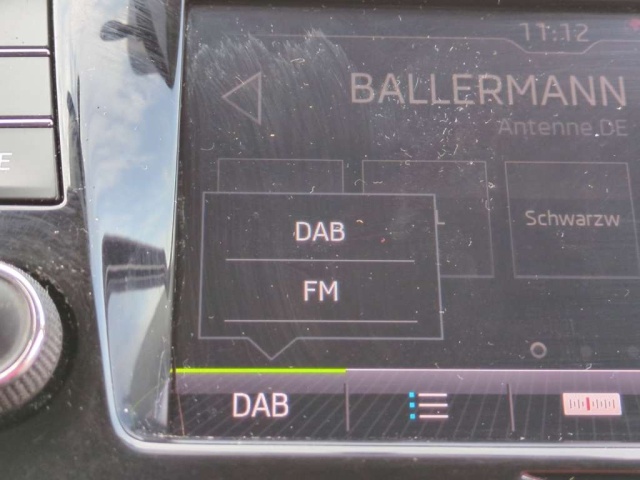 11:12
BALLERMANN
Antenne DE
E
Schwarzw
DAB
FM
DAB